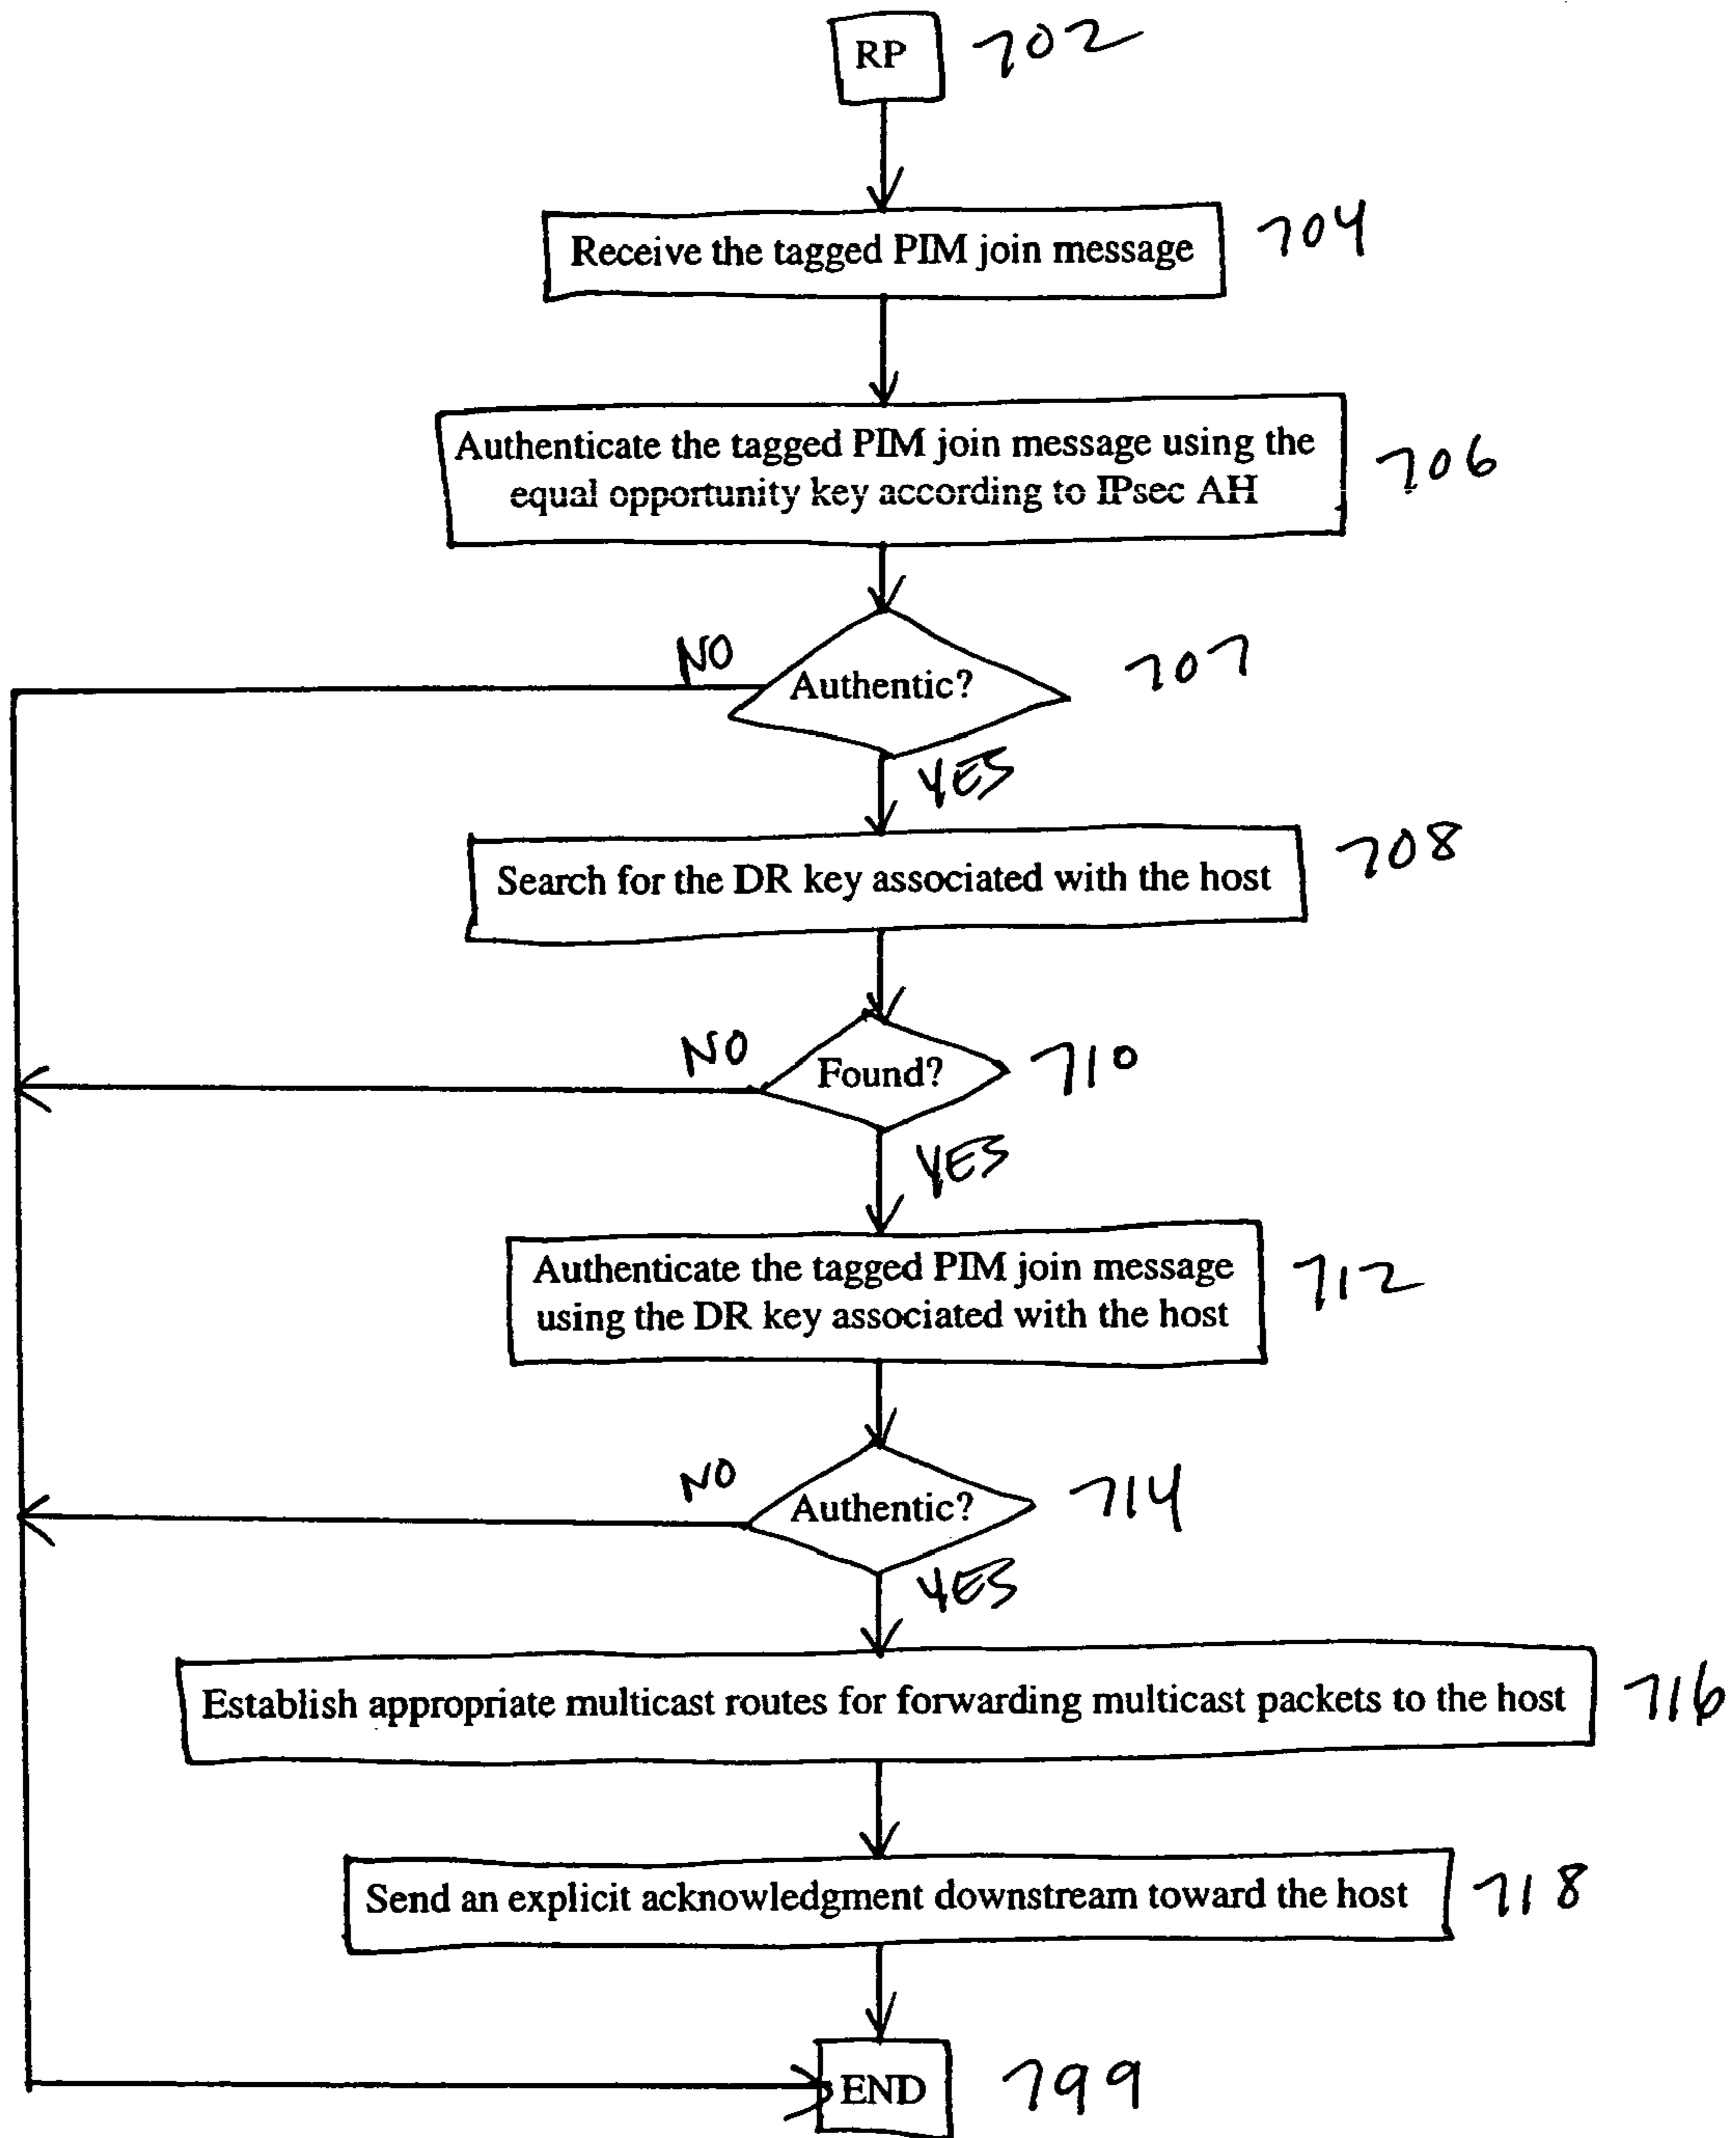 RP 702
Receive the tagged PIM join message 704
Authenticate the tagged PIM join message using the
equal opportunity key according to IPsec AH 706
NO Authentic? 707
YES
Search for the DR key associated with the host 708
NO Found? 710
YES
Authenticate the tagged PIM join message
using the DR key associated with the host 712
NO Authentic? 714
YES
Establish appropriate multicast routes for forwarding multicast packets to the host 716
Send an explicit acknowledgment downstream toward the host 718
END 799